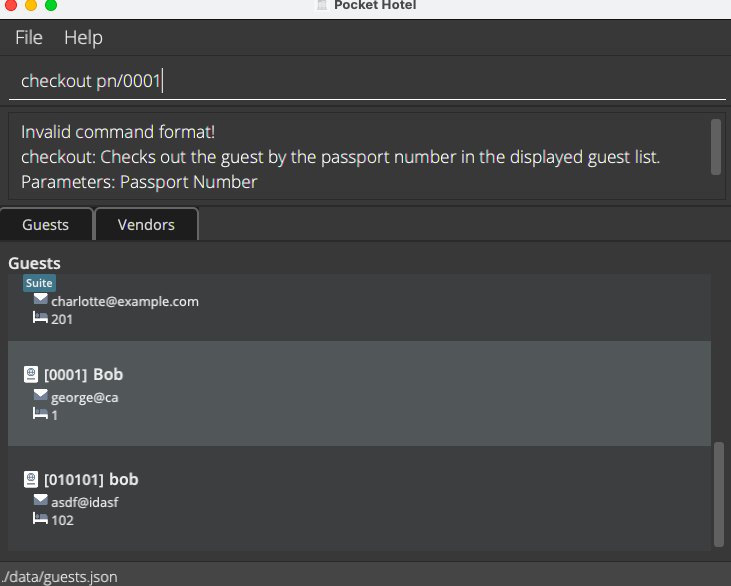 Pocket Hotel
File Help
checkout pn/0001
Invalid command format!
checkout: Checks out the guest by the passport number in the displayed guest list.
Parameters: Passport Number
Guests Vendors
Guests
Suite
charlotte@example.com
201
[0001] Bob
george@ca
1
[010101] bob
asdf@idasf
102
./data/guests.json